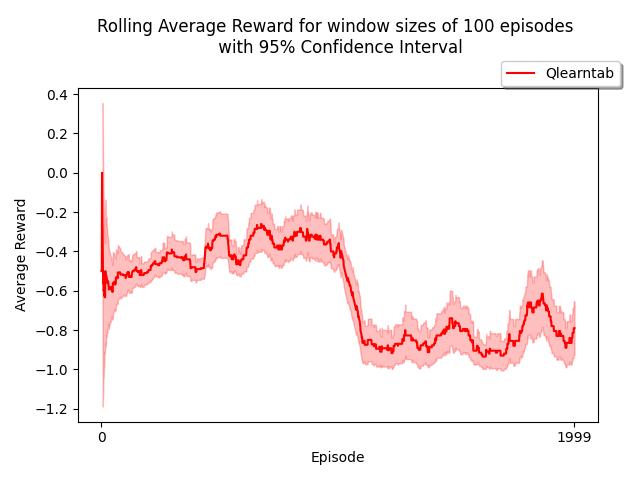 Rolling Average Reward for window sizes of 100 episodes
with 95% Confidence Interval
Qlearntab
0.4
0.2
0.0
−0.2
−0.4
−0.6
−0.8
−1.0
−1.2
Average Reward
0 1999
Episode